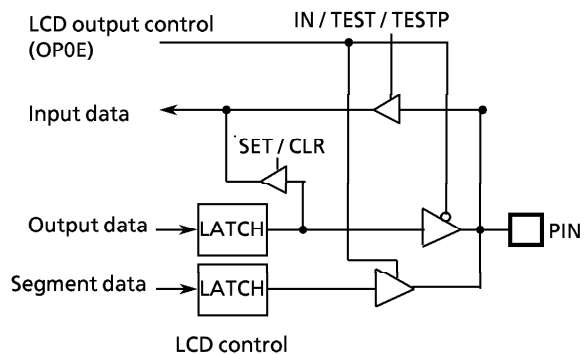 LCD output control
(OP0E)
IN / TEST / TESTP
Input data
SET / CLR
Output data
LATCH
PIN
Segment data
LATCH
LCD control